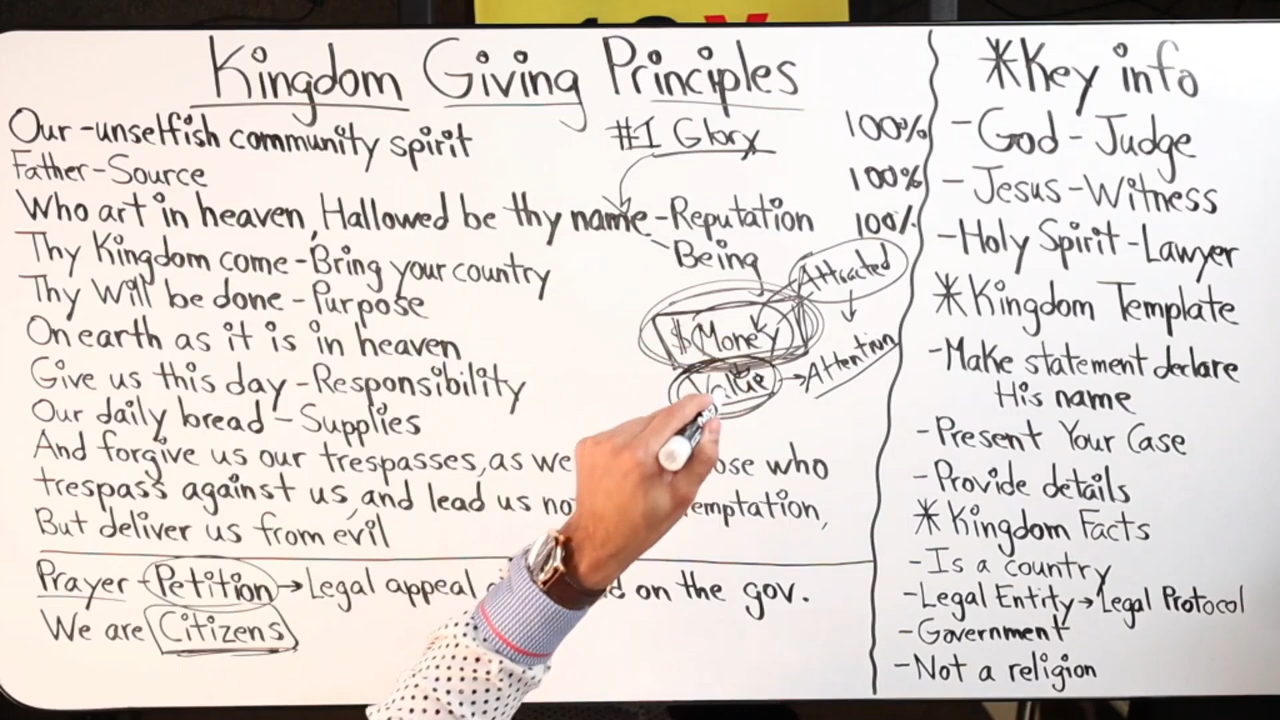 Kingdom Giving Principles
Our - unselfish community spirit #1 Glory 100%
Father - Source 100%
Who art in heaven, Hallowed be thy name - Reputation 100%
- Being
Thy Kingdom come - Bring your country
Attracted
Thy Will be done - Purpose
On earth as it is in heaven
$ Money
Attention
Give us this day - Responsibility
Value →
Our daily bread - Supplies
And forgive us our trespasses, as we who
trespass against us, and lead us
But deliver us from evil
Prayer - Petition → Legal appeal on the gov.
We are Citizens
*Key info
- God - Judge
- Jesus - Witness
- Holy Spirit - Lawyer
*Kingdom Template
- Make statement declare
His name
- Present Your Case
- Provide details
*Kingdom Facts
- Is a country
- Legal Entity → Legal Protocol
- Government
- Not a religion